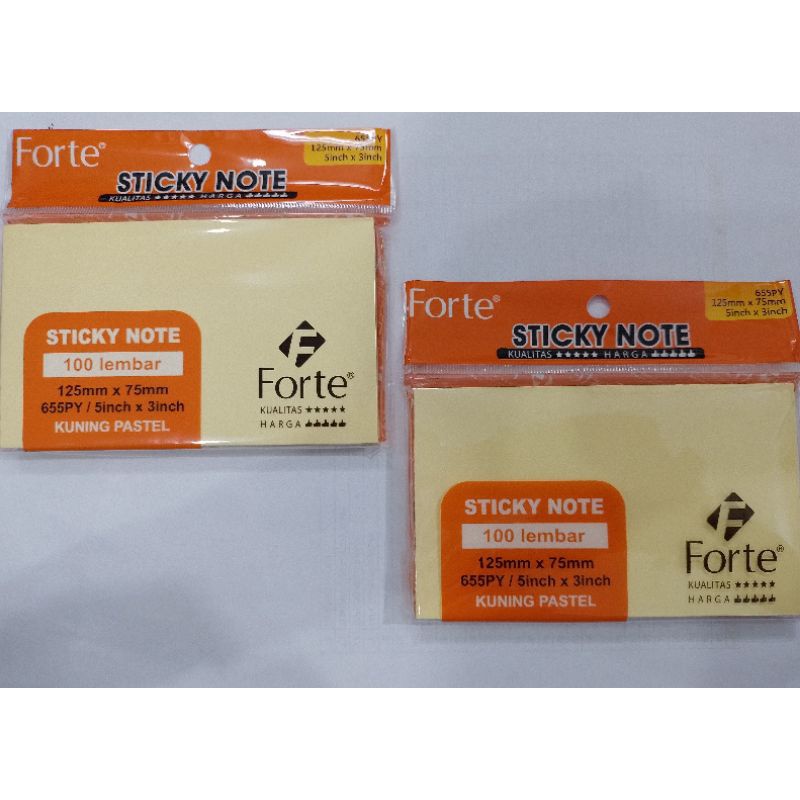 Forte®
655PY
125mm x 75mm
5inch x 3inch
STICKY NOTE
KUALITAS ★★★★★ HARGA 👍👍👍👍👍
STICKY NOTE
100 lembar
125mm x 75mm
655PY / 5inch x 3inch
KUNING PASTEL
Forte®
KUALITAS ★★★★★
HARGA 👍👍👍👍👍
Forte®
655PY
125mm x 75mm
5inch x 3inch
STICKY NOTE
KUALITAS ★★★★★ HARGA 👍👍👍👍👍
STICKY NOTE
100 lembar
125mm x 75mm
655PY / 5inch x 3inch
KUNING PASTEL
Forte®
KUALITAS ★★★★★
HARGA 👍👍👍👍👍